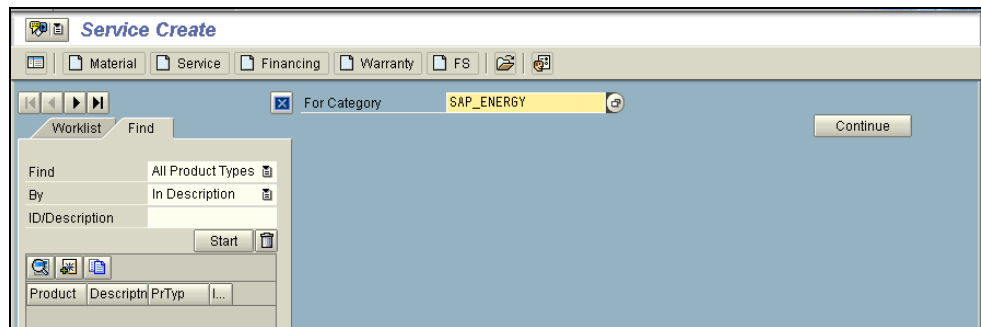 Service Create
Material Service Financing Warranty FS
For Category SAP_ENERGY
Continue
Worklist Find
Find All Product Types
By In Description
ID/Description
Start
Product Descriptn PrTyp I...